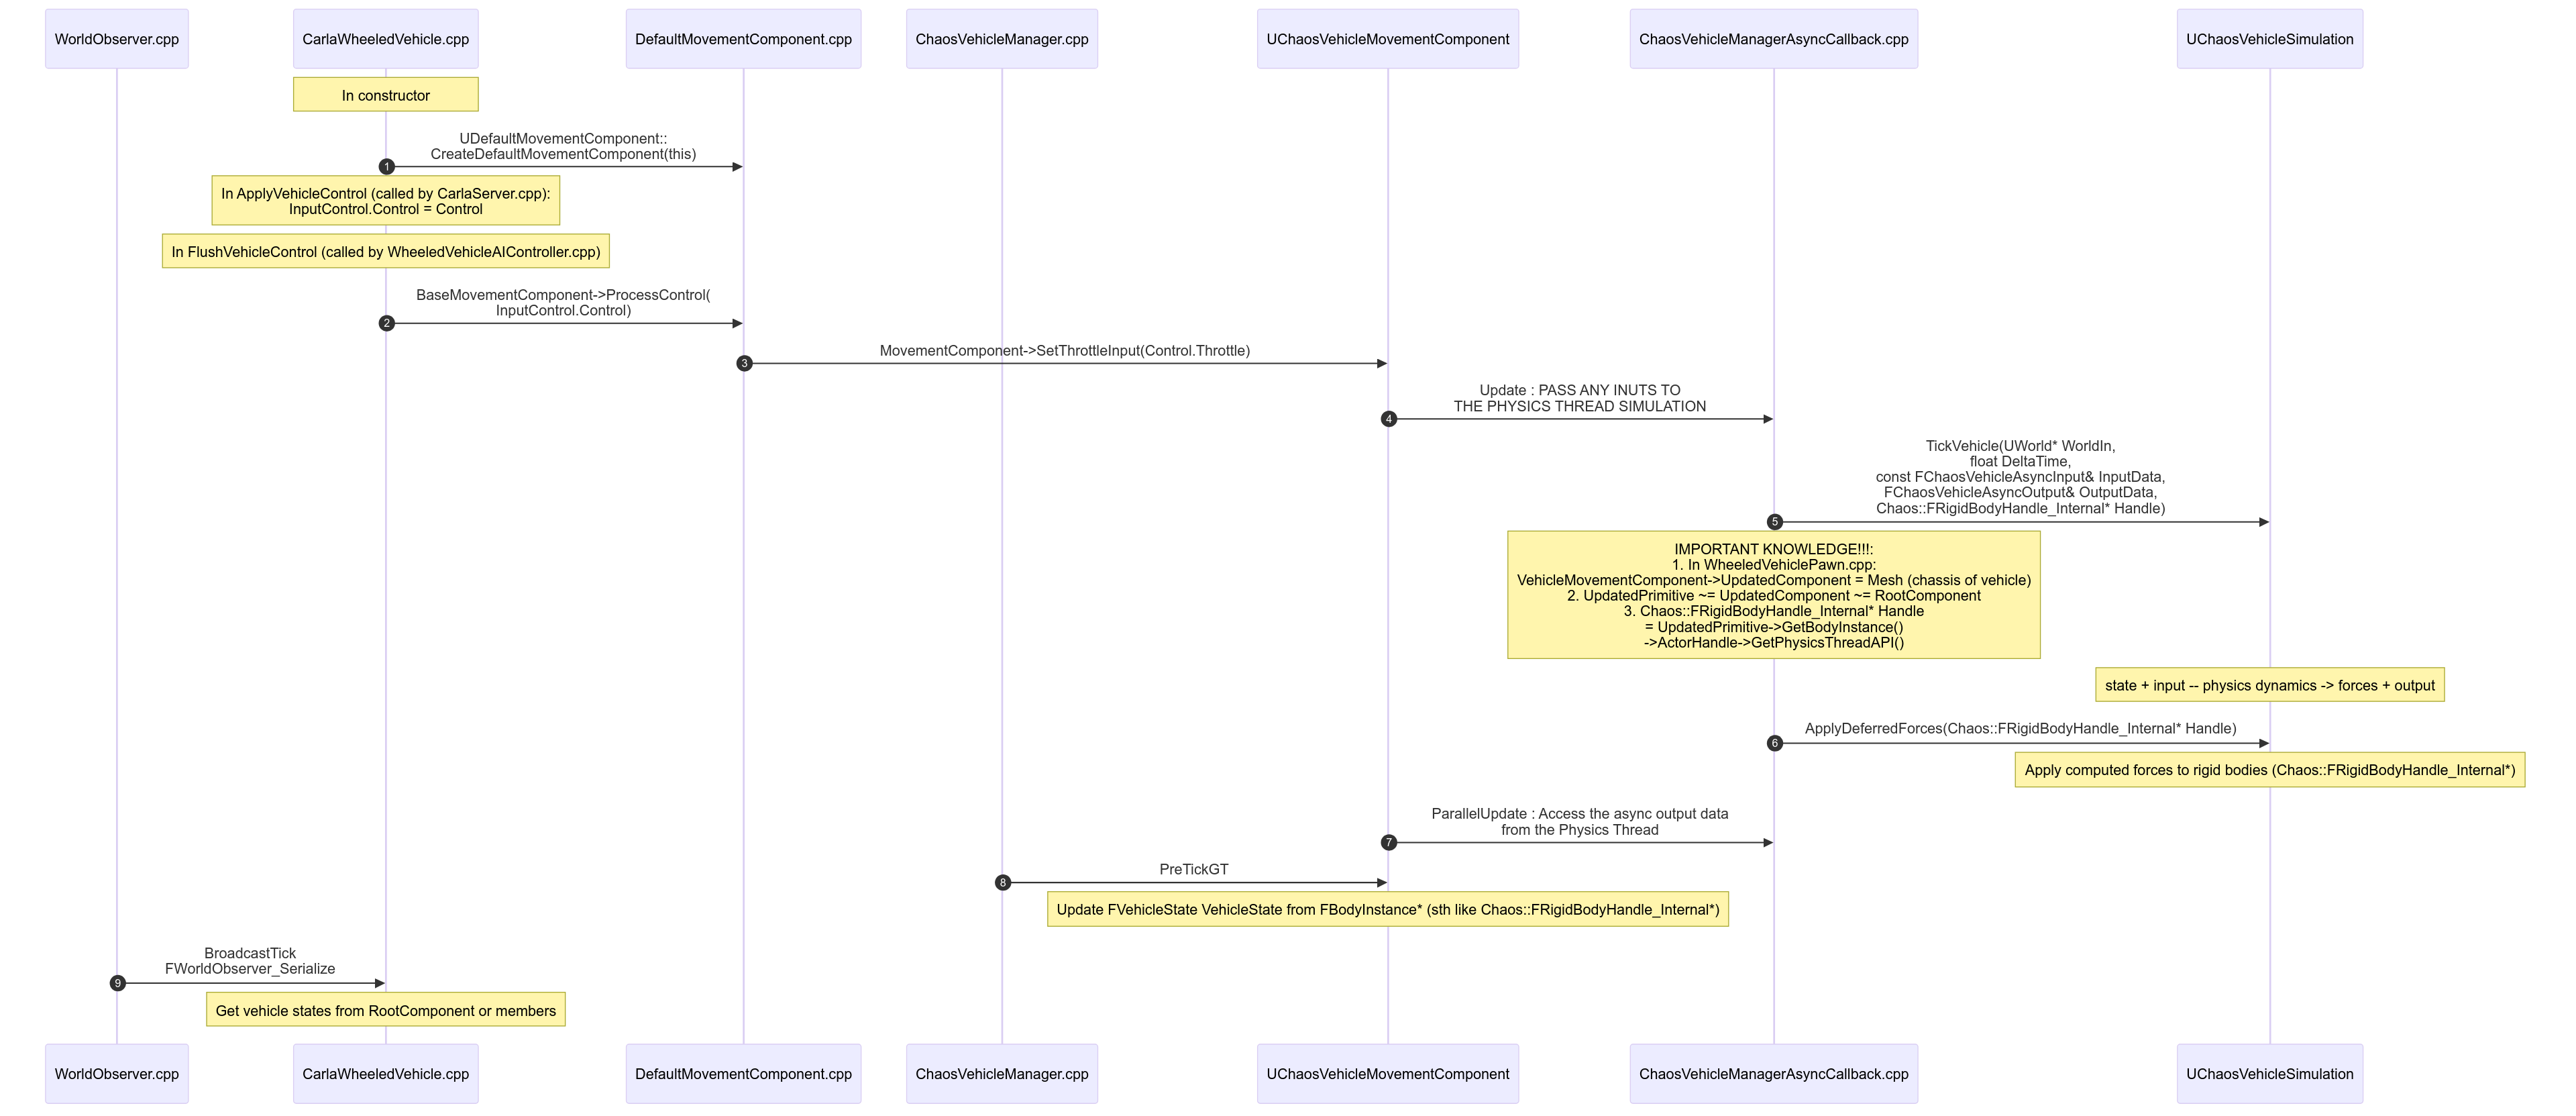 WorldObserver.cpp
CarlaWheeledVehicle.cpp
DefaultMovementComponent.cpp
ChaosVehicleManager.cpp
UChaosVehicleMovementComponent
ChaosVehicleManagerAsyncCallback.cpp
UChaosVehicleSimulation
In constructor
UDefaultMovementComponent::
CreateDefaultMovementComponent(this)
1
In ApplyVehicleControl (called by CarlaServer.cpp):
InputControl.Control = Control
In FlushVehicleControl (called by WheeledVehicleAIController.cpp)
BaseMovementComponent->ProcessControl(
InputControl.Control)
2
MovementComponent->SetThrottleInput(Control.Throttle)
3
Update : PASS ANY INUTS TO
THE PHYSICS THREAD SIMULATION
4
TickVehicle(UWorld* WorldIn,
float DeltaTime,
const FChaosVehicleAsyncInput& InputData,
FChaosVehicleAsyncOutput& OutputData,
Chaos::FRigidBodyHandle_Internal* Handle)
5
IMPORTANT KNOWLEDGE!!!:
1. In WheeledVehiclePawn.cpp:
VehicleMovementComponent->UpdatedComponent = Mesh (chassis of vehicle)
2. UpdatedPrimitive ~= UpdatedComponent ~= RootComponent
3. Chaos::FRigidBodyHandle_Internal* Handle
= UpdatedPrimitive->GetBodyInstance()
->ActorHandle->GetPhysicsThreadAPI()
state + input -- physics dynamics -> forces + output
ApplyDeferredForces(Chaos::FRigidBodyHandle_Internal* Handle)
6
Apply computed forces to rigid bodies (Chaos::FRigidBodyHandle_Internal*)
ParallelUpdate : Access the async output data
from the Physics Thread
7
PreTickGT
8
Update FVehicleState VehicleState from FBodyInstance* (sth like Chaos::FRigidBodyHandle_Internal*)
BroadcastTick
FWorldObserver_Serialize
9
Get vehicle states from RootComponent or members
WorldObserver.cpp
CarlaWheeledVehicle.cpp
DefaultMovementComponent.cpp
ChaosVehicleManager.cpp
UChaosVehicleMovementComponent
ChaosVehicleManagerAsyncCallback.cpp
UChaosVehicleSimulation